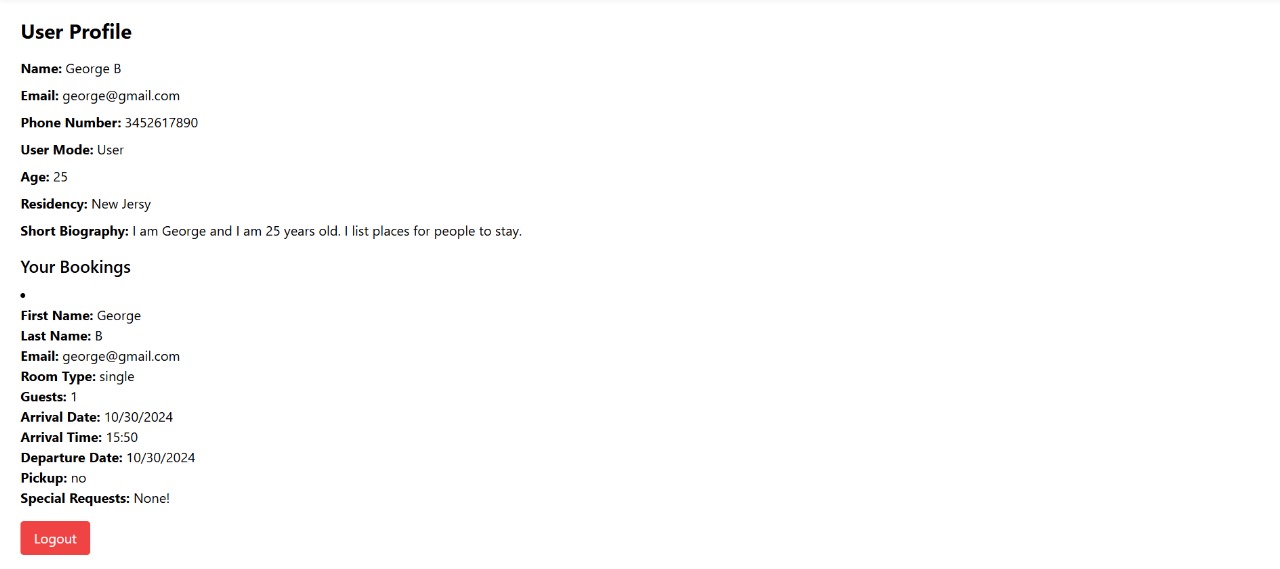 User Profile
Name: George B
Email: george@gmail.com
Phone Number: 3452617890
User Mode: User
Age: 25
Residency: New Jersy
Short Biography: I am George and I am 25 years old. I list places for people to stay.
Your Bookings
•
First Name: George
Last Name: B
Email: george@gmail.com
Room Type: single
Guests: 1
Arrival Date: 10/30/2024
Arrival Time: 15:50
Departure Date: 10/30/2024
Pickup: no
Special Requests: None!
Logout